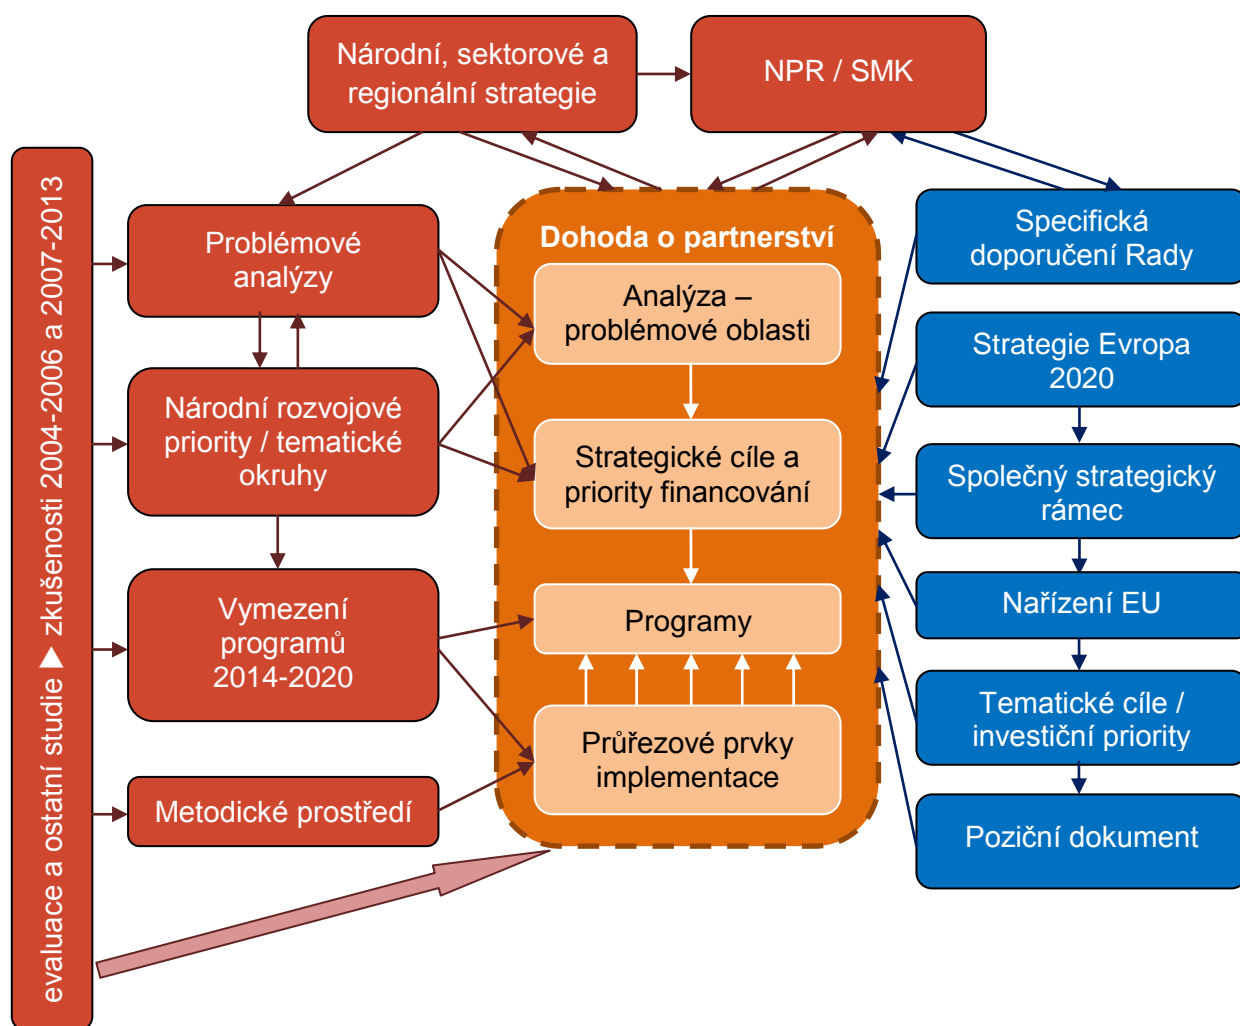 Národní, sektorové a
regionální strategie
NPR / SMK
evaluace a ostatní studie ▶ zkušenosti 2004-2006 a 2007-2013
Problémové
analýzy
Národní rozvojové
priority / tematické
okruhy
Vymezení
programů
2014-2020
Metodické prostředí
Dohoda o partnerství
Analýza –
problémové oblasti
Strategické cíle a
priority financování
Programy
Průřezové prvky
implementace
Specifická
doporučení Rady
Strategie Evropa
2020
Společný strategický
rámec
Nařízení EU
Tematické cíle /
investiční priority
Poziční dokument